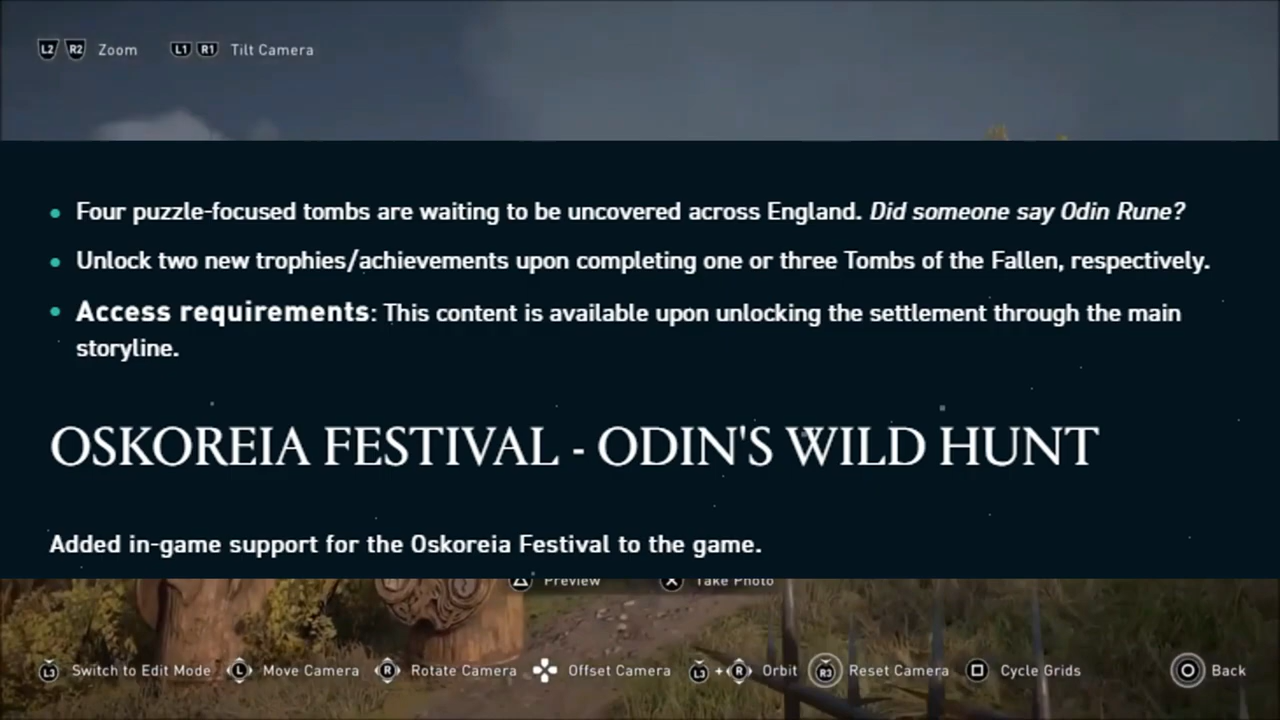 L2 R2 Zoom L1 R1 Tilt Camera
• Four puzzle-focused tombs are waiting to be uncovered across England. Did someone say Odin Rune?
• Unlock two new trophies/achievements upon completing one or three Tombs of the Fallen, respectively.
• Access requirements: This content is available upon unlocking the settlement through the main
storyline.
OSKOREIA FESTIVAL - ODIN'S WILD HUNT
Added in-game support for the Oskoreia Festival to the game.
Preview Take Photo
L3 Switch to Edit Mode L Move Camera R Rotate Camera Offset Camera L3 + R Orbit R3 Reset Camera Cycle Grids Back